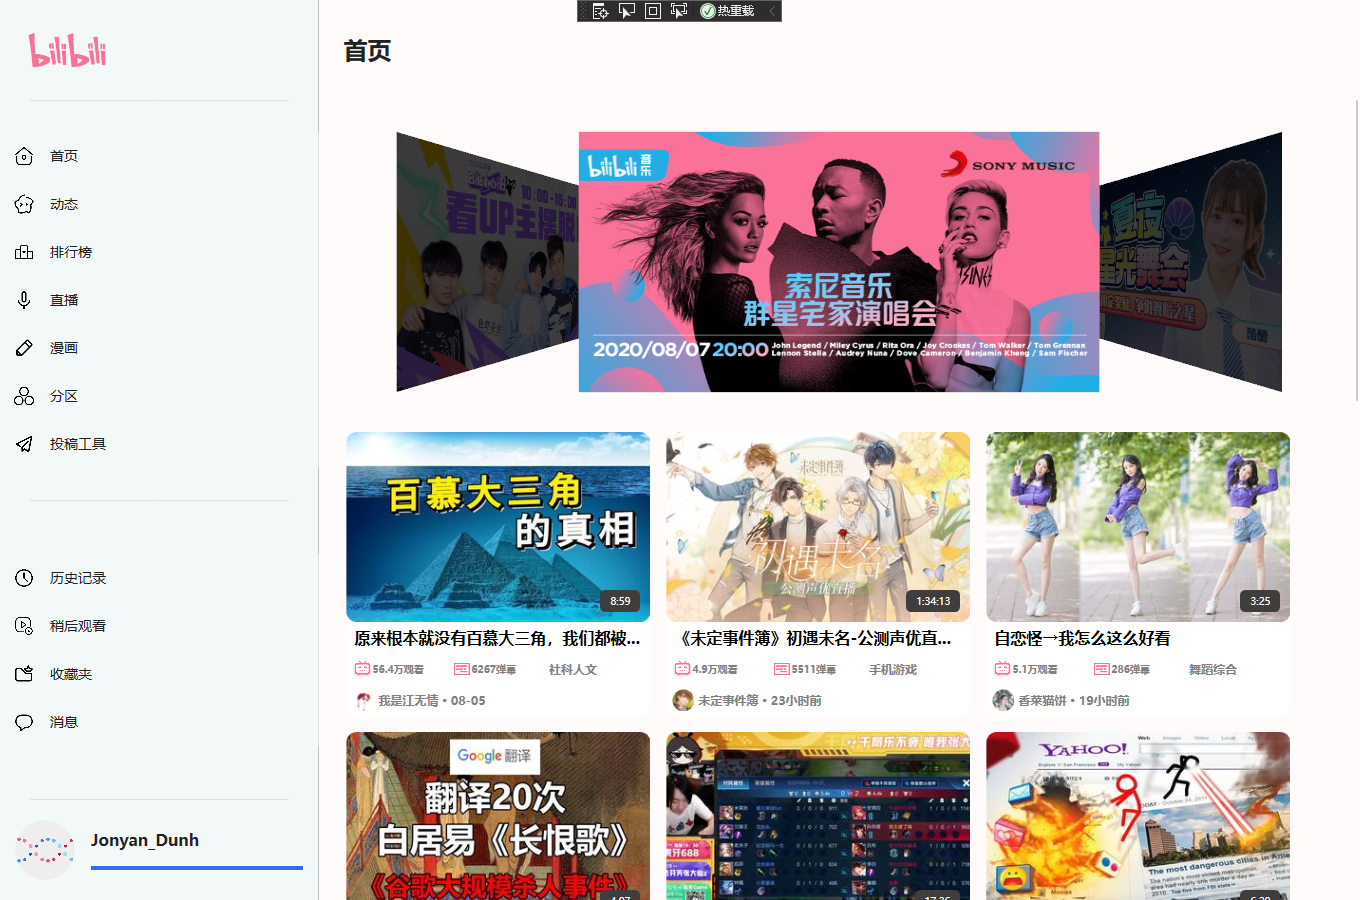 热重载
bilibili
首页
首页
动态
排行榜
直播
漫画
分区
投稿工具
历史记录
稍后观看
收藏夹
消息
Jonyan_Dunh
10:00-16:00
看UP主摆
bilibili 音乐
SONY MUSIC
索尼音乐
群星宅家演唱会
2020/08/07 20:00
John Legend / Miley Cyrus / Rita Ora / Joy Crookes / Tom Walker / Tom Grennan
Lennon Stella / Audrey Nuna / Dove Cameron / Benjamin Kheng / Sam Fischer
夏夜
星光舞会
百慕大三角
的真相
8:59
原来根本就没有百慕大三角，我们都被...
56.4万观看 6267弹幕 社科人文
我是江无情 • 08-05
未定事件簿
初遇未名
公测声优直播
1:34:13
《未定事件簿》初遇未名-公测声优直...
4.9万观看 5511弹幕 手机游戏
未定事件簿 • 23小时前
3:25
自恋怪→我怎么这么好看
5.1万观看 286弹幕 舞蹈综合
香菜猫饼 • 19小时前
Google 翻译
翻译20次
白居易《长恨歌》
《谷歌大规模杀人事件》
YAHOO!
The most dangerous cities in Ame